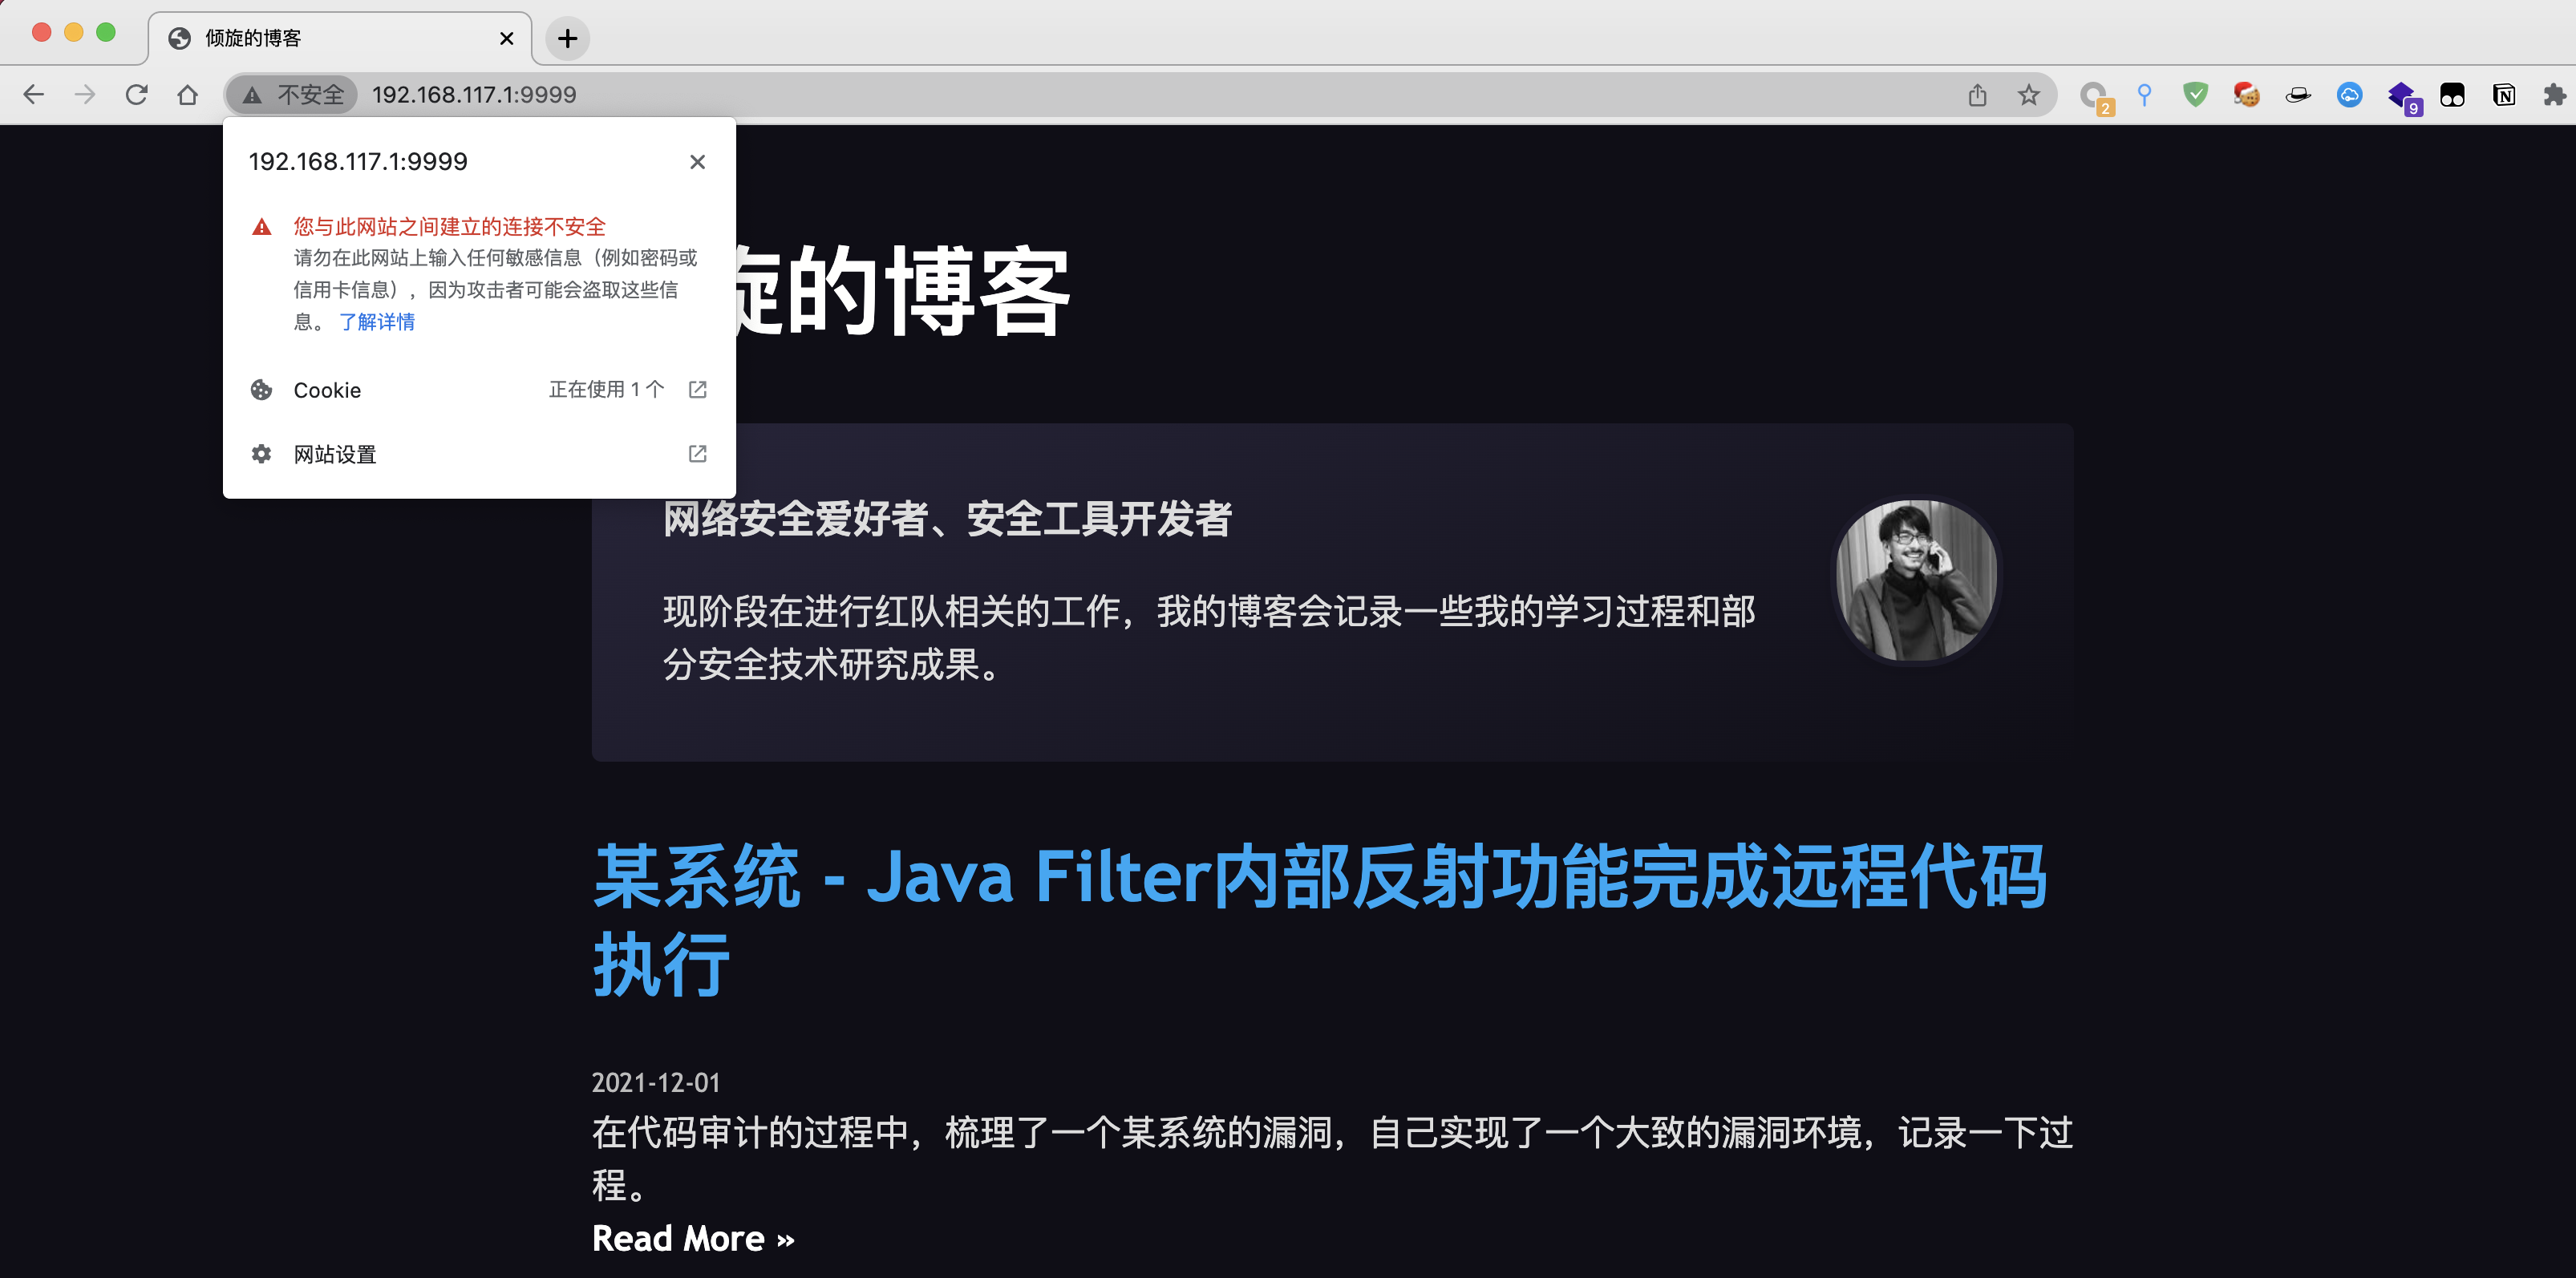 倾旋的博客
不安全
192.168.117.1:9999
2
9
192.168.117.1:9999
您与此网站之间建立的连接不安全
请勿在此网站上输入任何敏感信息（例如密码或
信用卡信息），因为攻击者可能会盗取这些信
息。 了解详情
Cookie 正在使用 1 个
网站设置
旋的博客
网络安全爱好者、安全工具开发者
现阶段在进行红队相关的工作，我的博客会记录一些我的学习过程和部
分安全技术研究成果。
某系统 - Java Filter内部反射功能完成远程代码
执行
2021-12-01
在代码审计的过程中，梳理了一个某系统的漏洞，自己实现了一个大致的漏洞环境，记录一下过
程。
Read More »